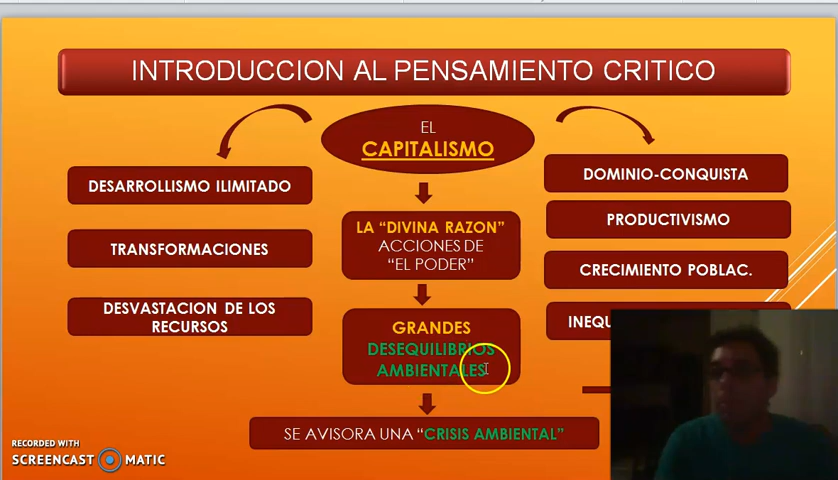 INTRODUCCION AL PENSAMIENTO CRITICO
EL
CAPITALISMO
DESARROLLISMO ILIMITADO
TRANSFORMACIONES
DESVASTACION DE LOS
RECURSOS
LA “DIVINA RAZON”
ACCIONES DE
“EL PODER”
GRANDES
DESEQUILIBRIOS
AMBIENTALES
SE AVISORA UNA “CRISIS AMBIENTAL”
DOMINIO-CONQUISTA
PRODUCTIVISMO
CRECIMIENTO POBLAC.
RECORDED WITH
SCREENCAST MATIC